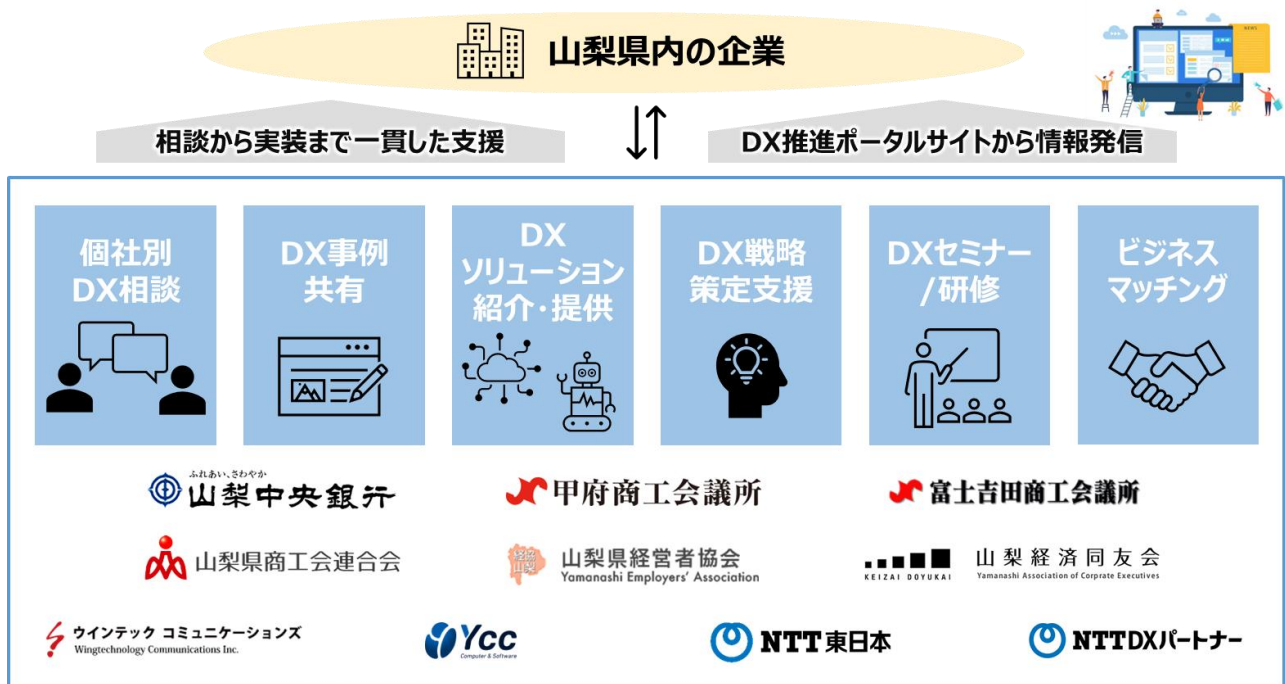 山梨県内の企業
NEWS
相談から実装まで一貫した支援
DX推進ポータルサイトから情報発信
個社別
DX相談
DX事例
共有
DX
ソリューション
紹介・提供
DX戦略
策定支援
DXセミナー
/研修
ビジネス
マッチング
ふれあい、さわやか
山梨中央銀行
甲府商工会議所
富士吉田商工会議所
山梨県商工会連合会
経協
山梨
山梨県経営者協会
Yamanashi Employers' Association
KEIZAI DOYUKAI
山梨経済同友会
Yamanashi Association of Corprate Executives
ウインテック コミュニケーションズ
Wingtechnology Communications Inc.
YCC
Computer & Software
NTT東日本
NTTDXパートナー